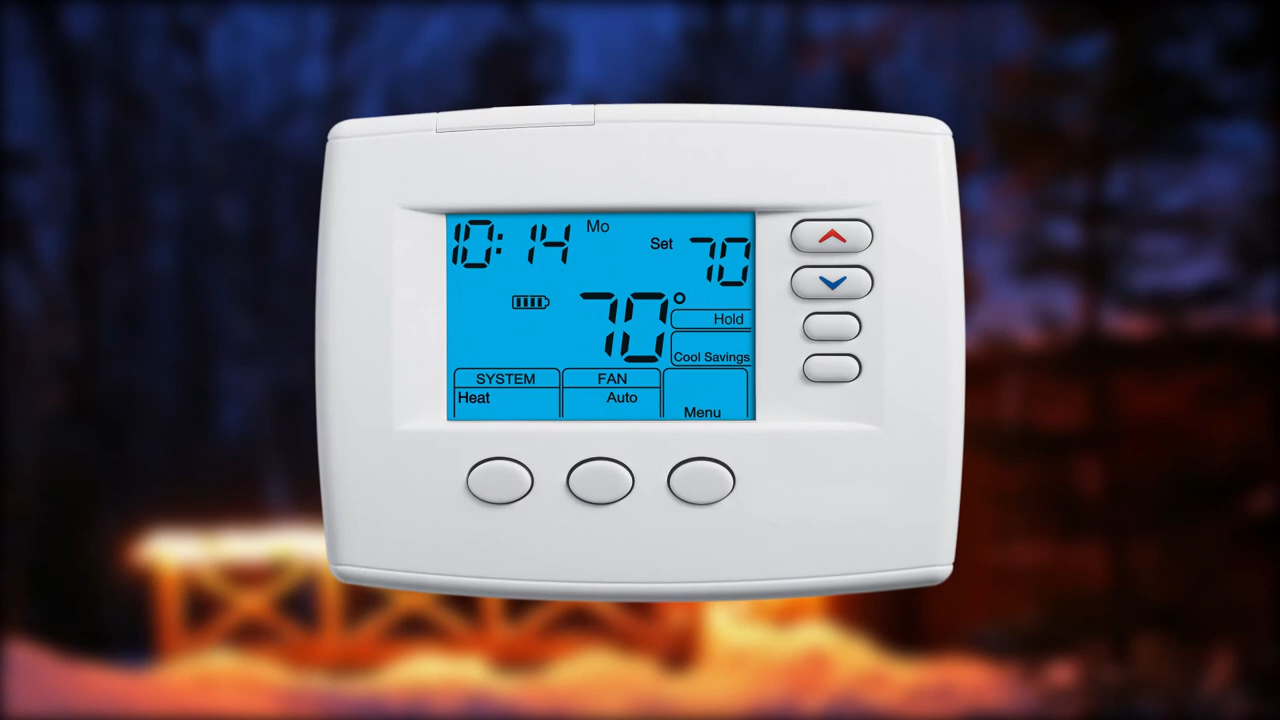 10:14 Mo
Set 70
70°
Hold
Cool Savings
SYSTEM FAN
Heat Auto
Menu